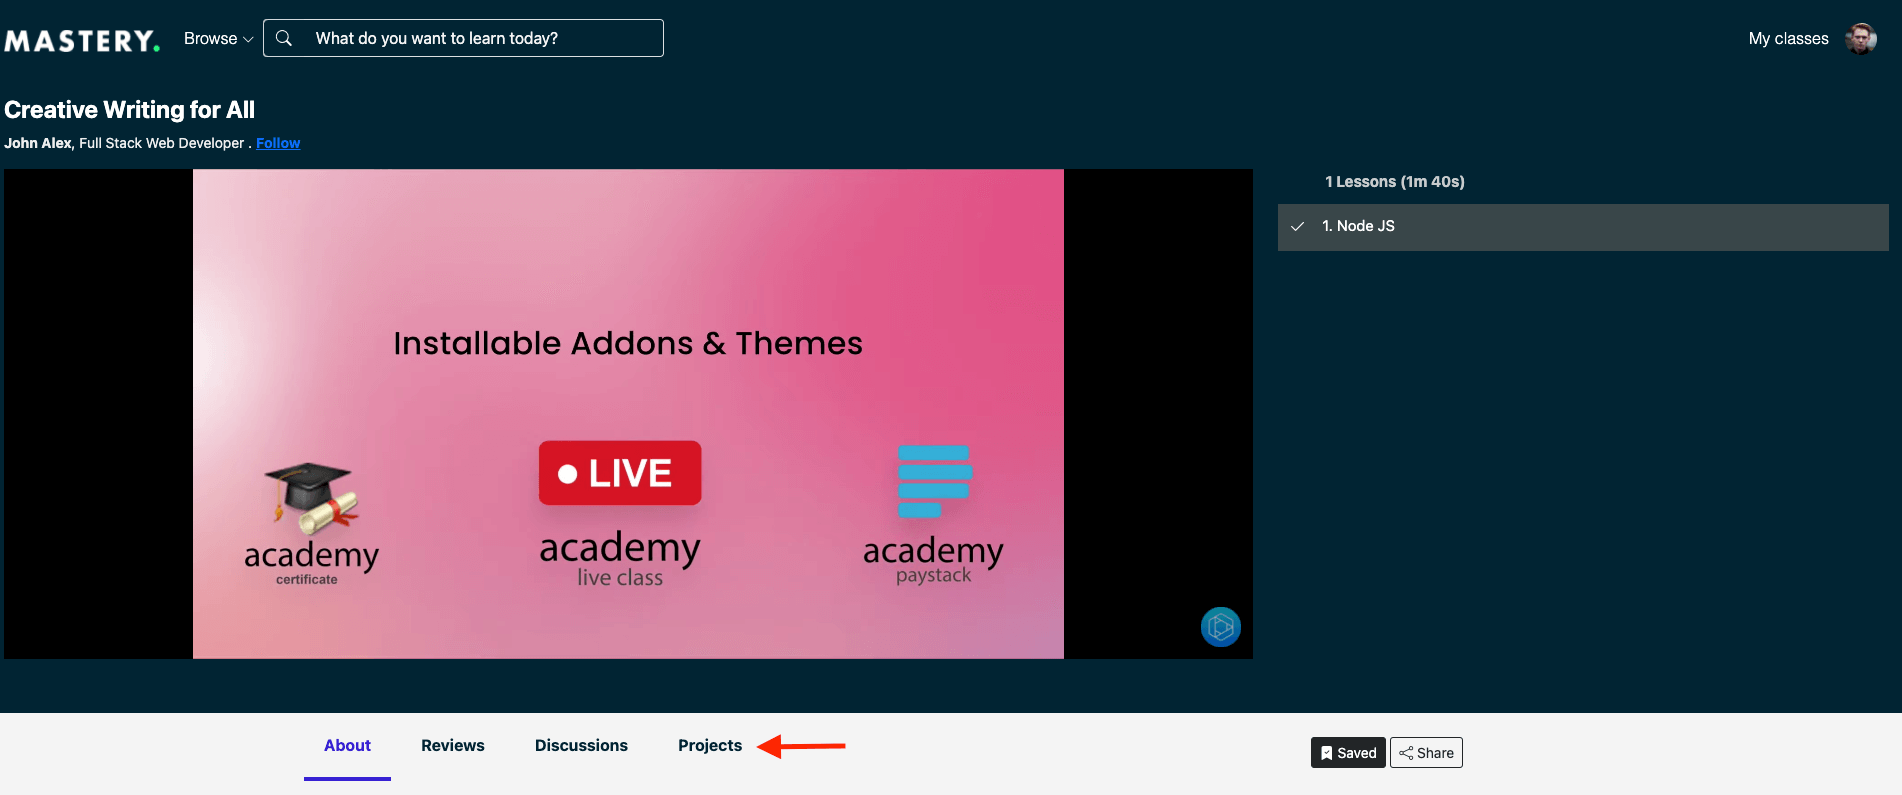 MASTERY.
Browse
What do you want to learn today?
My classes
Creative Writing for All
John Alex, Full Stack Web Developer . Follow
Installable Addons & Themes
academy
certificate
LIVE
academy
live class
academy
paystack
1 Lessons (1m 40s)
1. Node JS
About
Reviews
Discussions
Projects
Saved
Share